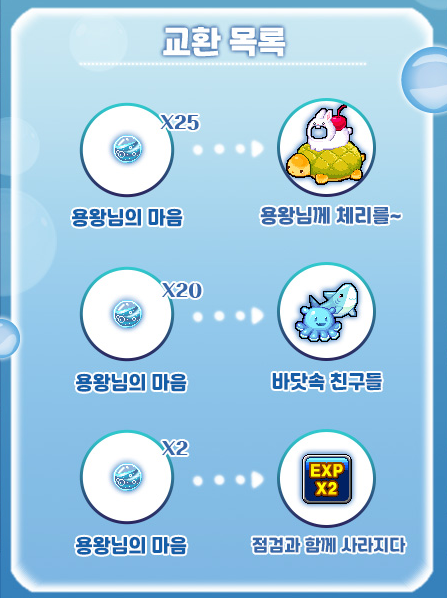 교환 목록
X25
용왕님의 마음
용왕님께 체리를~
X20
용왕님의 마음
바닷속 친구들
X2
EXP
X2
용왕님의 마음
점검과 함께 사라지다